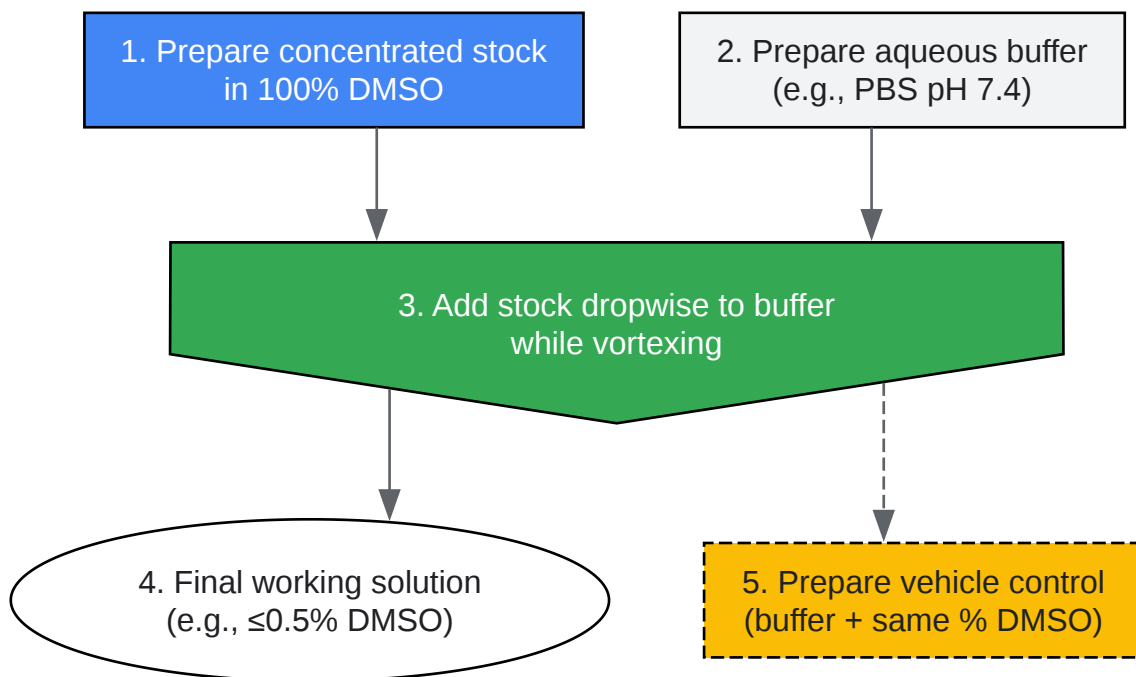 1. Prepare concentrated stock
in 100% DMSO
2. Prepare aqueous buffer
(e.g., PBS pH 7.4)
3. Add stock dropwise to buffer
while vortexing
4. Final working solution
(e.g., ≤0.5% DMSO)
5. Prepare vehicle control
(buffer + same % DMSO)